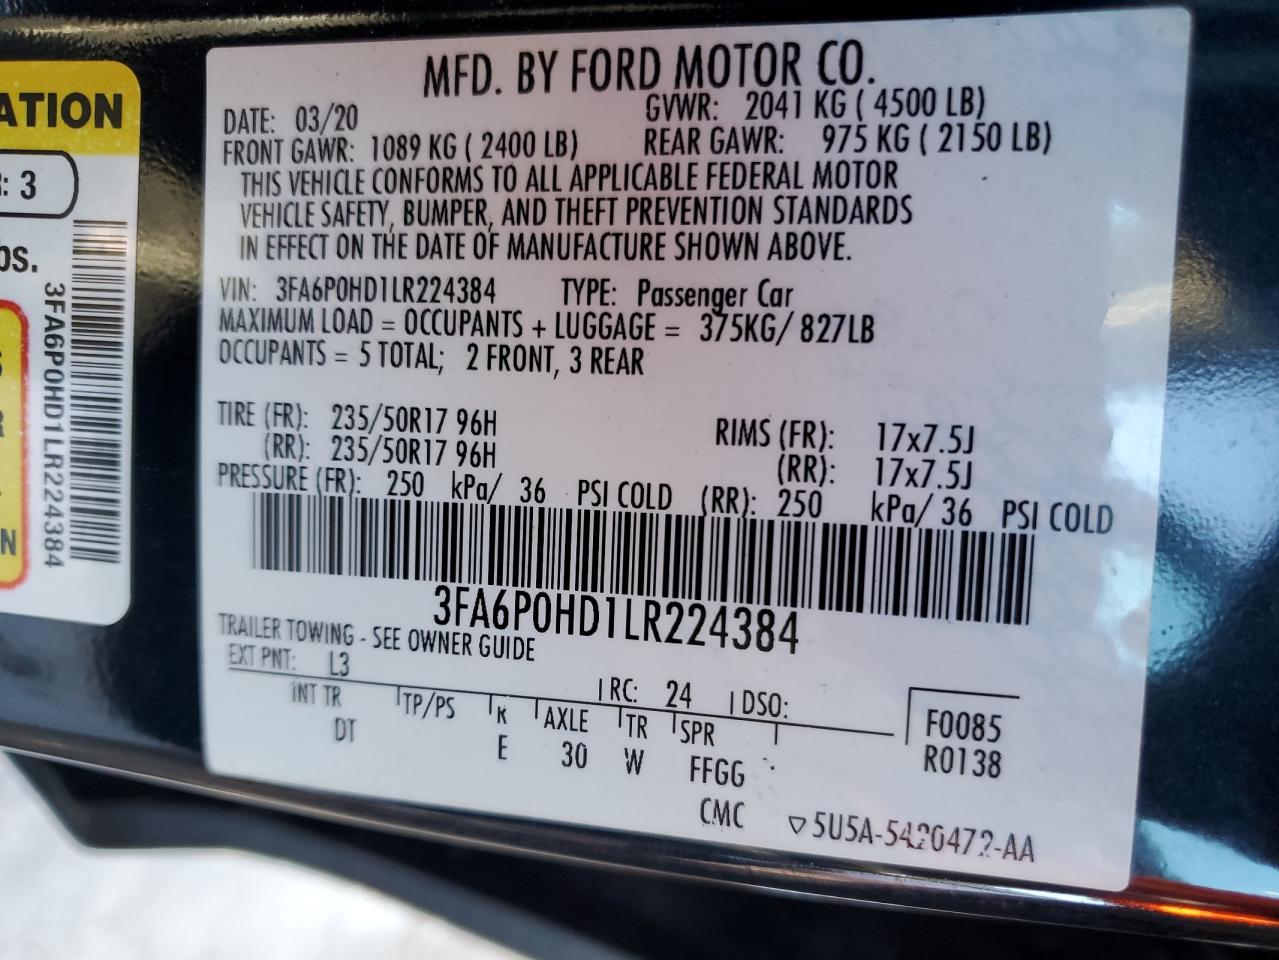 MFD. BY FORD MOTOR CO.
DATE: 03/20 GVWR: 2041 KG ( 4500 LB)
FRONT GAWR: 1089 KG ( 2400 LB) REAR GAWR: 975 KG ( 2150 LB)
THIS VEHICLE CONFORMS TO ALL APPLICABLE FEDERAL MOTOR
VEHICLE SAFETY, BUMPER, AND THEFT PREVENTION STANDARDS
IN EFFECT ON THE DATE OF MANUFACTURE SHOWN ABOVE.
VIN: 3FA6P0HD1LR224384 TYPE: Passenger Car
MAXIMUM LOAD = OCCUPANTS + LUGGAGE = 375KG/ 827LB
OCCUPANTS = 5 TOTAL; 2 FRONT, 3 REAR
TIRE (FR): 235/50R17 96H RIMS (FR): 17x7.5J
(RR): 235/50R17 96H (RR): 17x7.5J
PRESSURE (FR): 250 kPa/ 36 PSI COLD (RR): 250 kPa/ 36 PSI COLD
3FA6P0HD1LR224384
TRAILER TOWING - SEE OWNER GUIDE
EXT PNT: L3 RC: 24 DSO:
INT TR TP/PS R AXLE TR SPR F0085
DT E 30 W FFGG R0138
CMC 5U5A-5420472-AA
ATION
: 3
bs.
3FA6P0HD1LR224384
N